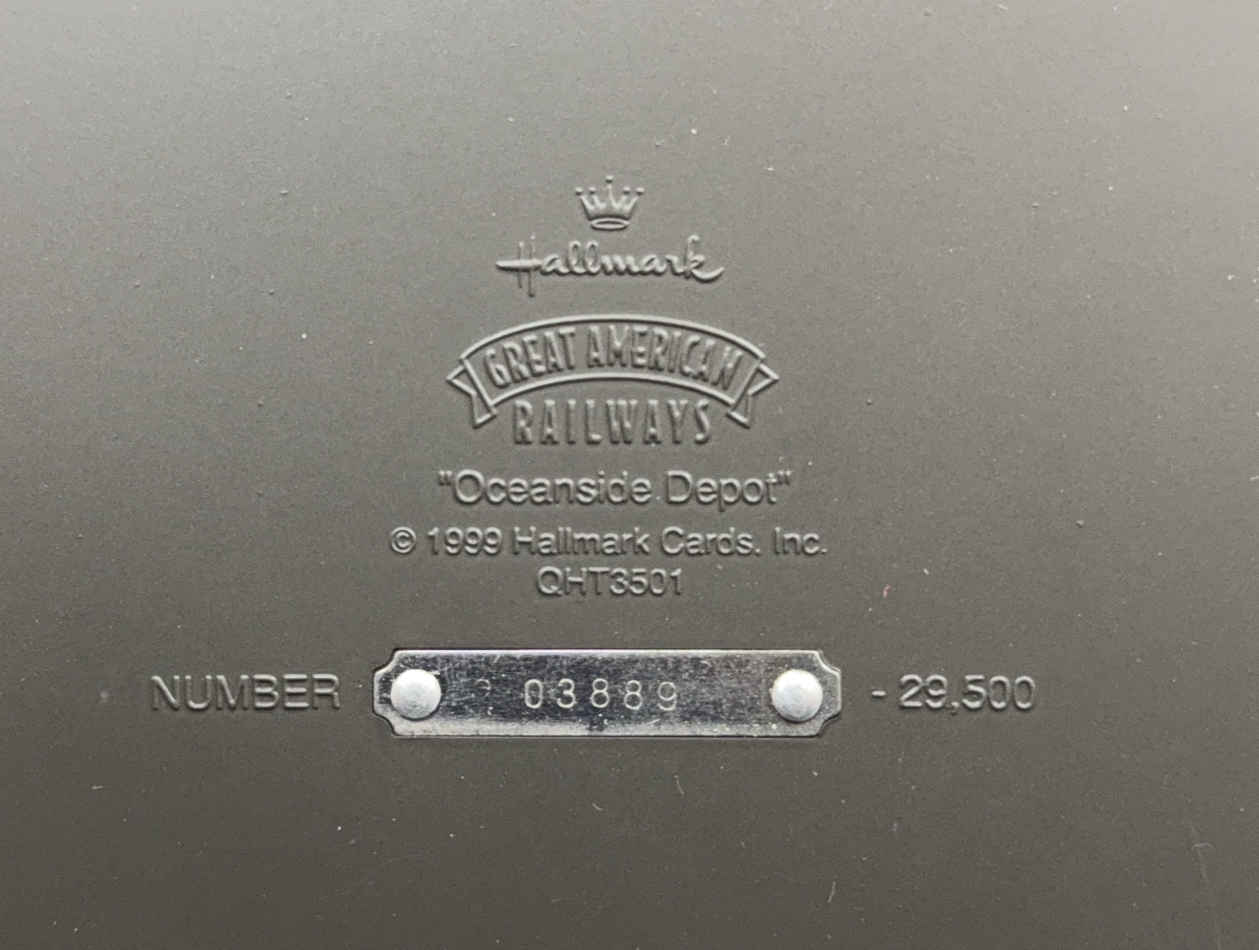 Hallmark
GREAT AMERICAN
RAILWAYS
"Oceanside Depot"
© 1999 Hallmark Cards. Inc.
QHT3501
NUMBER 03889 - 29,500